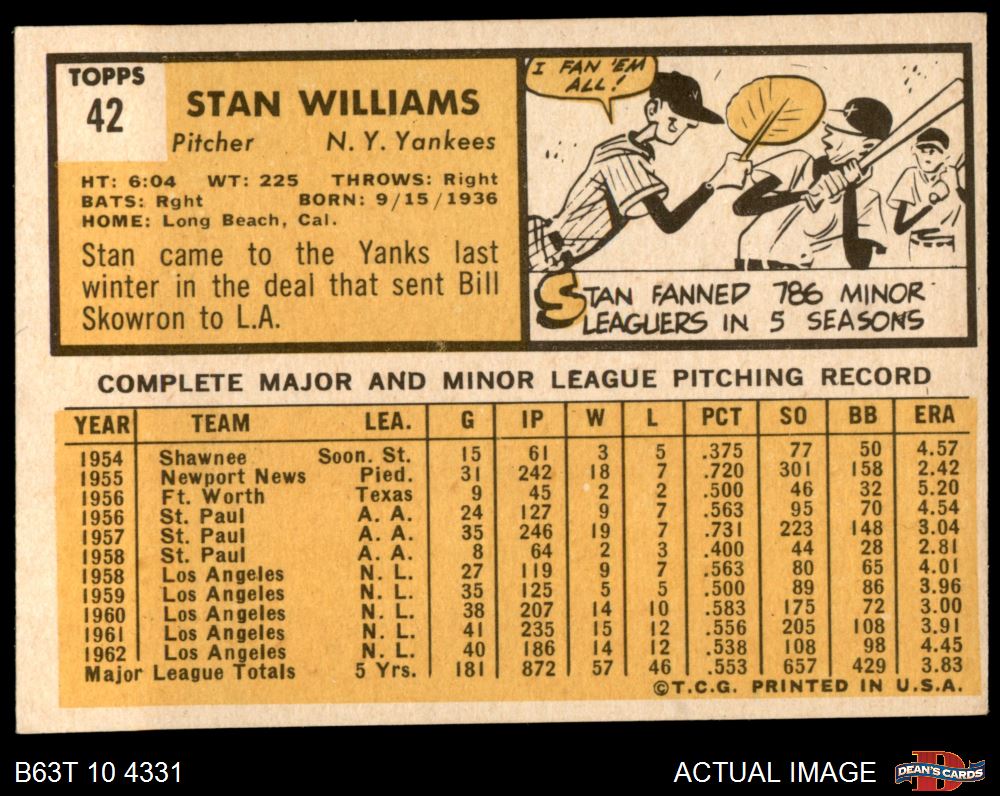 TOPPS
42
STAN WILLIAMS
Pitcher N. Y. Yankees
HT: 6:04 WT: 225 THROWS: Right
BATS: Rght BORN: 9/15/1936
HOME: Long Beach, Cal.
Stan came to the Yanks last
winter in the deal that sent Bill
Skowron to L.A.
I FAN 'EM
ALL!
STAN FANNED 786 MINOR
LEAGUERS IN 5 SEASONS
COMPLETE MAJOR AND MINOR LEAGUE PITCHING RECORD
YEAR TEAM LEA. G IP W L PCT SO BB ERA
1954 Shawnee Soon. St. 15 61 3 5 .375 77 50 4.57
1955 Newport News Pied. 31 242 18 7 .720 301 158 2.42
1956 Ft. Worth Texas 9 45 2 2 .500 46 32 5.20
1956 St. Paul A. A. 24 127 9 7 .563 95 70 4.54
1957 St. Paul A. A. 35 246 19 7 .731 223 148 3.04
1958 St. Paul A. A. 8 64 2 3 .400 44 28 2.81
1958 Los Angeles N. L. 27 119 9 7 .563 80 65 4.01
1959 Los Angeles N. L. 35 125 5 5 .500 89 86 3.96
1960 Los Angeles N. L. 38 207 14 10 .583 175 72 3.00
1961 Los Angeles N. L. 41 235 15 12 .556 205 108 3.91
1962 Los Angeles N. L. 40 186 14 12 .538 108 98 4.45
Major League Totals 5 Yrs. 181 872 57 46 .553 657 429 3.83
©T.C.G. PRINTED IN U.S.A.
B63T 10 4331
ACTUAL IMAGE
D
DEAN'S CARDS